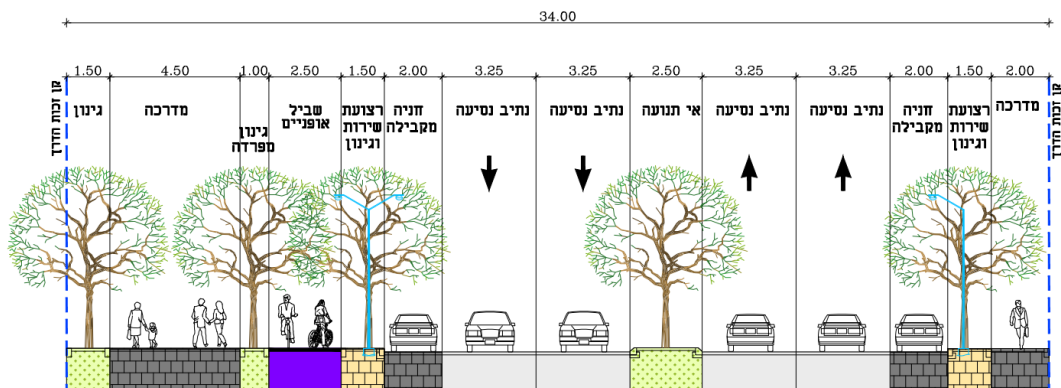 34.00
1.50 4.50 1.00 2.50 1.50 2.00 3.25 3.25 2.50 3.25 3.25 2.00 1.50 2.00
קו זכות הדרך
גינון
מדרכה
גינון
מפרדה
שביל
אופניים
רצועת
שירות
וגינון
חניה
מקבילה
נתיב נסיעה
נתיב נסיעה
אי תנועה
נתיב נסיעה
נתיב נסיעה
חניה
מקבילה
רצועת
שירות
וגינון
מדרכה
קו זכות הדרך